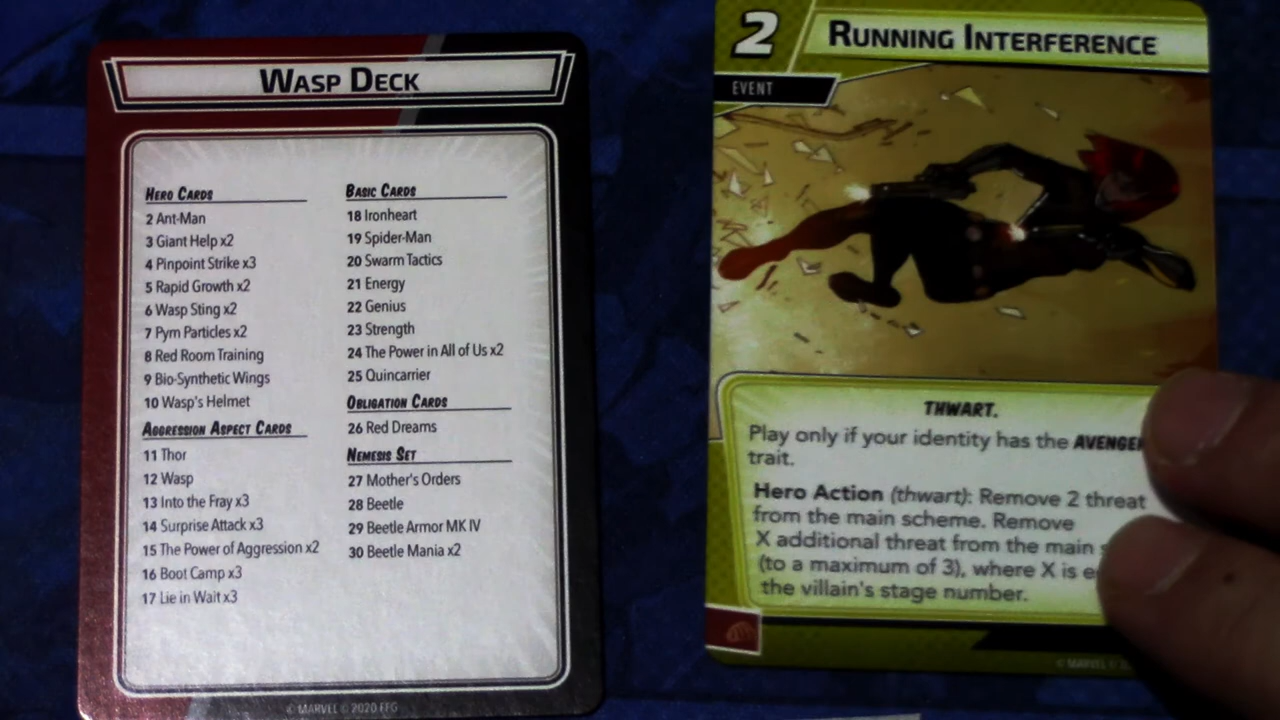 WASP DECK
HERO CARDS
2 Ant-Man
3 Giant Help x2
4 Pinpoint Strike x3
5 Rapid Growth x2
6 Wasp Sting x2
7 Pym Particles x2
8 Red Room Training
9 Bio-Synthetic Wings
10 Wasp's Helmet
AGGRESSION ASPECT CARDS
11 Thor
12 Wasp
13 Into the Fray x3
14 Surprise Attack x3
15 The Power of Aggression x2
16 Boot Camp x3
17 Lie in Wait x3
BASIC CARDS
18 Ironheart
19 Spider-Man
20 Swarm Tactics
21 Energy
22 Genius
23 Strength
24 The Power in All of Us x2
25 Quincarrier
OBLIGATION CARDS
26 Red Dreams
NEMESIS SET
27 Mother's Orders
28 Beetle
29 Beetle Armor MK IV
30 Beetle Mania x2
© MARVEL © 2020 FFG
2
RUNNING INTERFERENCE
EVENT
THWART.
Play only if your identity has the
trait.
Hero Action (thwart): Remove 2 threat
from the main scheme. Remove
X additional threat from the main
(to a maximum of 3), where X is
the villain's stage number.
© MARVEL ©